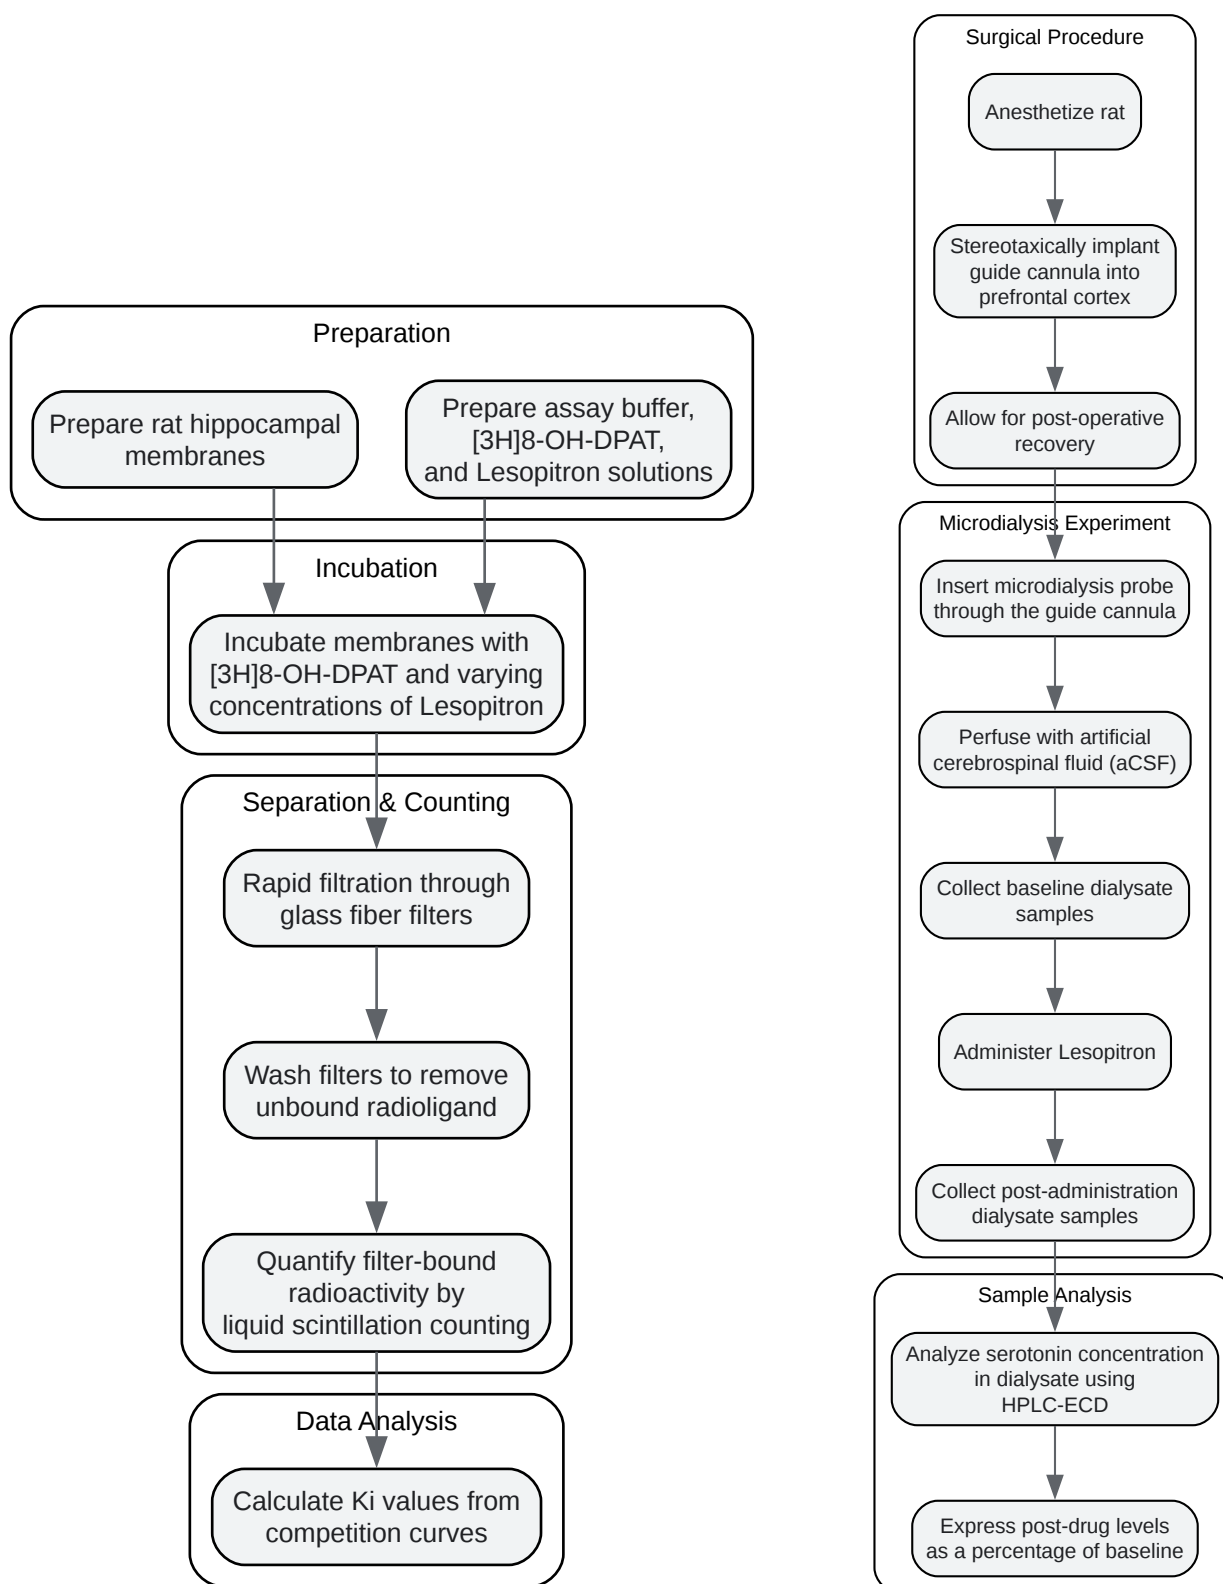 Preparation
Prepare rat hippocampal
membranes
Prepare assay buffer,
[3H]8-OH-DPAT,
and Lesopitron solutions
Incubation
Incubate membranes with
[3H]8-OH-DPAT and varying
concentrations of Lesopitron
Separation & Counting
Rapid filtration through
glass fiber filters
Wash filters to remove
unbound radioligand
Quantify filter-bound
radioactivity by
liquid scintillation counting
Data Analysis
Calculate Ki values from
competition curves
Surgical Procedure
Anesthetize rat
Stereotaxically implant
guide cannula into
prefrontal cortex
Allow for post-operative
recovery
Microdialysis Experiment
Insert microdialysis probe
through the guide cannula
Perfuse with artificial
cerebrospinal fluid (aCSF)
Collect baseline dialysate
samples
Administer Lesopitron
Collect post-administration
dialysate samples
Sample Analysis
Analyze serotonin concentration
in dialysate using
HPLC-ECD
Express post-drug levels
as a percentage of baseline